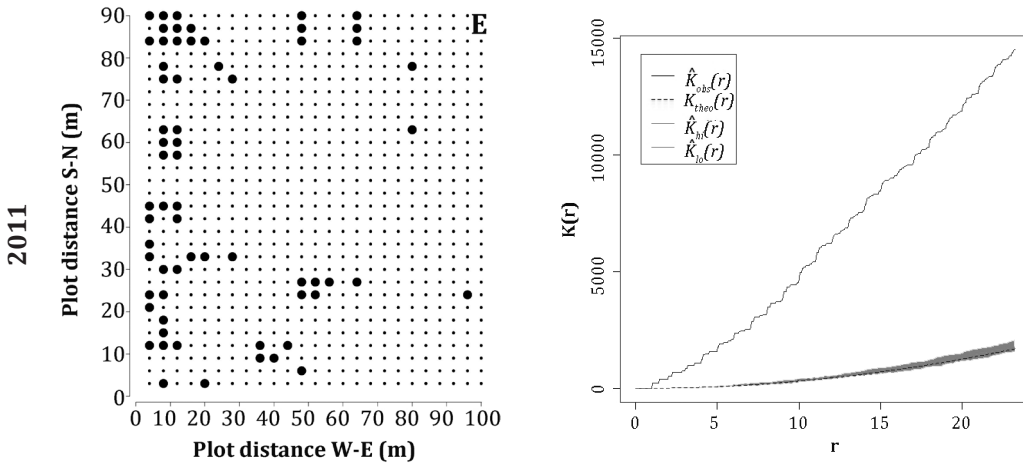 2011
Plot distance S-N (m)
90
80
70
60
50
40
30
20
10
0
E
0 10 20 30 40 50 60 70 80 90 100
Plot distance W-E (m)
K(r)
15000
10000
5000
0
K̂obs(r)
Ktheo(r)
K̂hi(r)
K̂lo(r)
0 5 10 15 20
r